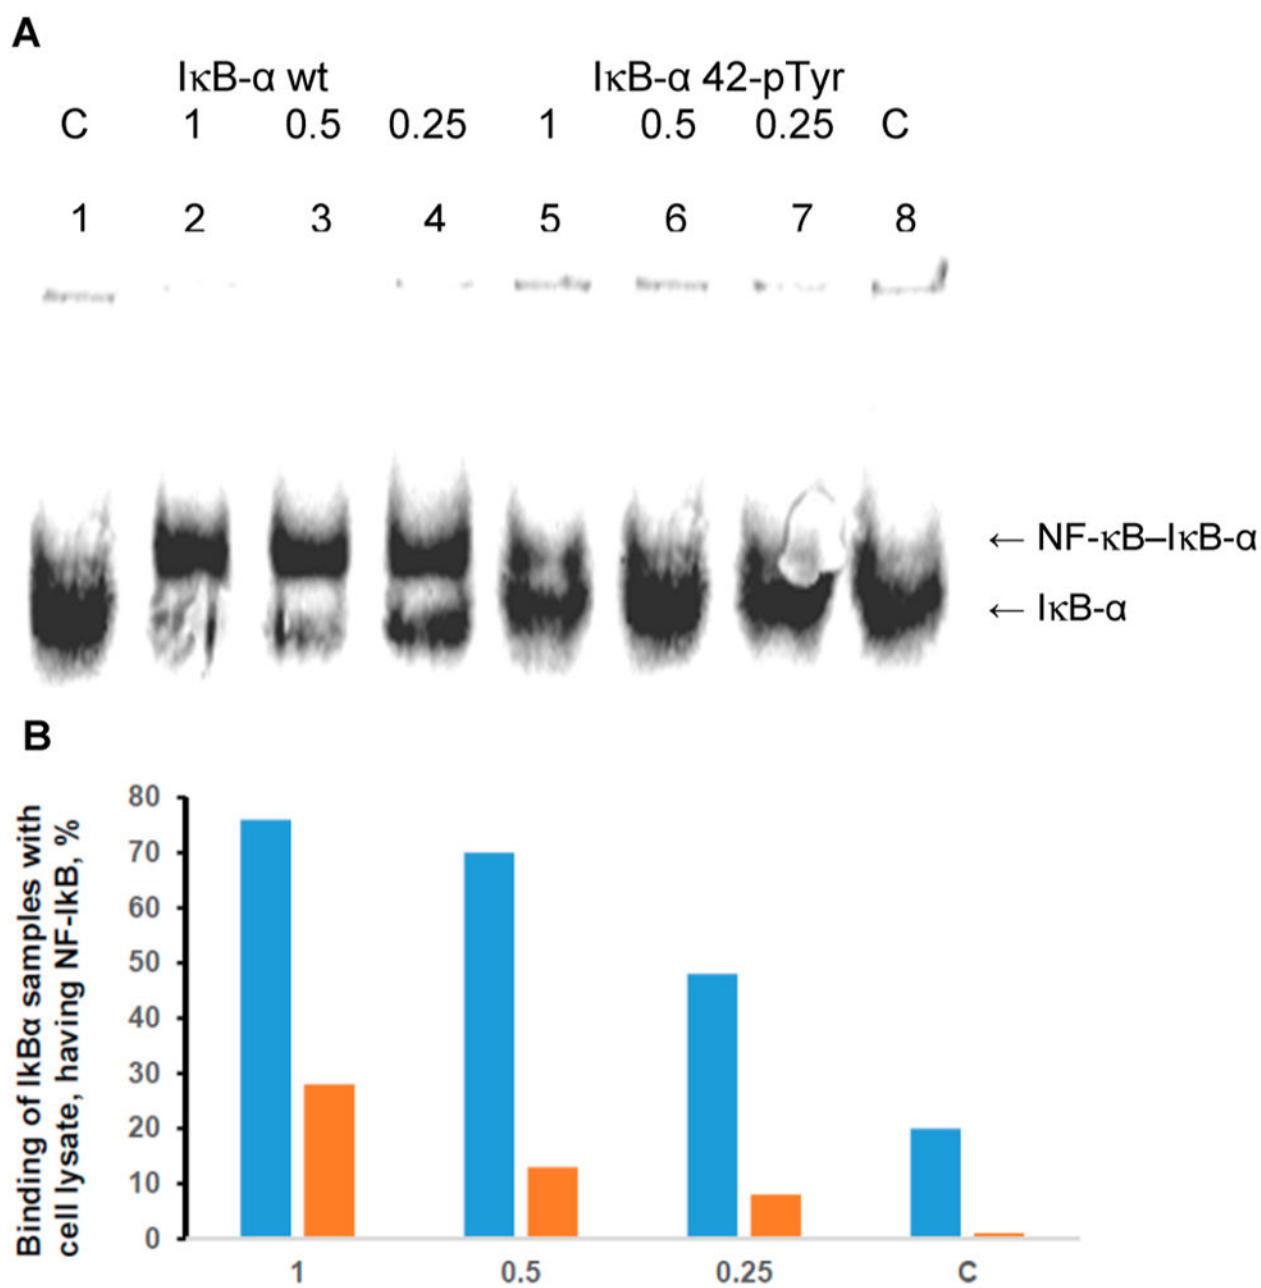 A
IκB-α wt IκB-α 42-pTyr
C 1 0.5 0.25 1 0.5 0.25 C
1 2 3 4 5 6 7 8
← NF-κB–IκB-α
← IκB-α
B
Binding of IkBα samples with
cell lysate, having NF-IkB, %
80
70
60
50
40
30
20
10
0
1 0.5 0.25 C